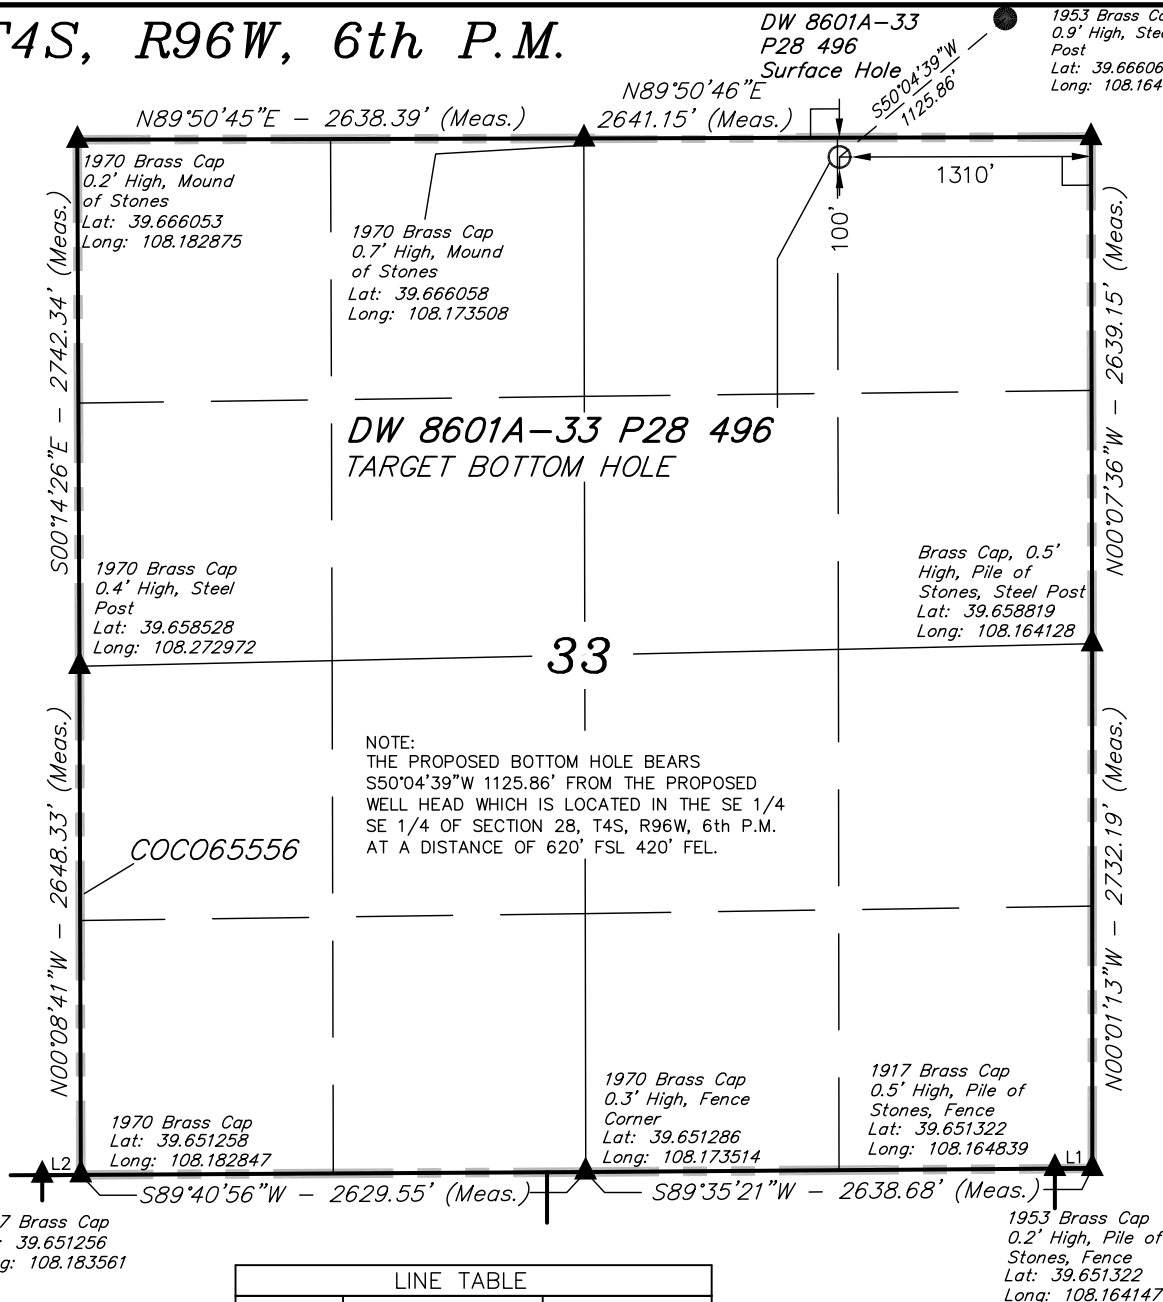 T4S, R96W, 6th P.M.
DW 8601A-33
P28 496
Surface Hole
S50°04'39"W
1125.86'
1953 Brass
0.9' High,
Post
Lat: 39.66606
Long: 108.164
N89°50'45"E - 2638.39' (Meas.)
N89°50'46"E
2641.15' (Meas.)
1310'
100'
1970 Brass Cap
0.2' High, Mound
of Stones
Lat: 39.666053
Long: 108.182875
1970 Brass Cap
0.7' High, Mound
of Stones
Lat: 39.666058
Long: 108.173508
S00°14'26"E - 2742.34' (Meas.)
N00°07'36"W - 2639.15' (Meas.)
DW 8601A-33 P28 496
TARGET BOTTOM HOLE
1970 Brass Cap
0.4' High, Steel
Post
Lat: 39.658528
Long: 108.272972
Brass Cap, 0.5'
High, Pile of
Stones, Steel Post
Lat: 39.658819
Long: 108.164128
33
NOTE:
THE PROPOSED BOTTOM HOLE BEARS
S50°04'39"W 1125.86' FROM THE PROPOSED
WELL HEAD WHICH IS LOCATED IN THE SE 1/4
SE 1/4 OF SECTION 28, T4S, R96W, 6th P.M.
AT A DISTANCE OF 620' FSL 420' FEL.
COC065556
N00°08'41"W - 2648.33' (Meas.)
N00°01'13"W - 2732.19' (Meas.)
1970 Brass Cap
Lat: 39.651258
Long: 108.182847
1970 Brass Cap
0.3' High, Fence
Corner
Lat: 39.651286
Long: 108.173514
1917 Brass Cap
0.5' High, Pile of
Stones, Fence
Lat: 39.651322
Long: 108.164839
L2
L1
S89°40'56"W - 2629.55' (Meas.)
S89°35'21"W - 2638.68' (Meas.)
7 Brass Cap
: 39.651256
g: 108.183561
1953 Brass Cap
0.2' High, Pile of
Stones, Fence
Lat: 39.651322
Long: 108.164147
LINE TABLE